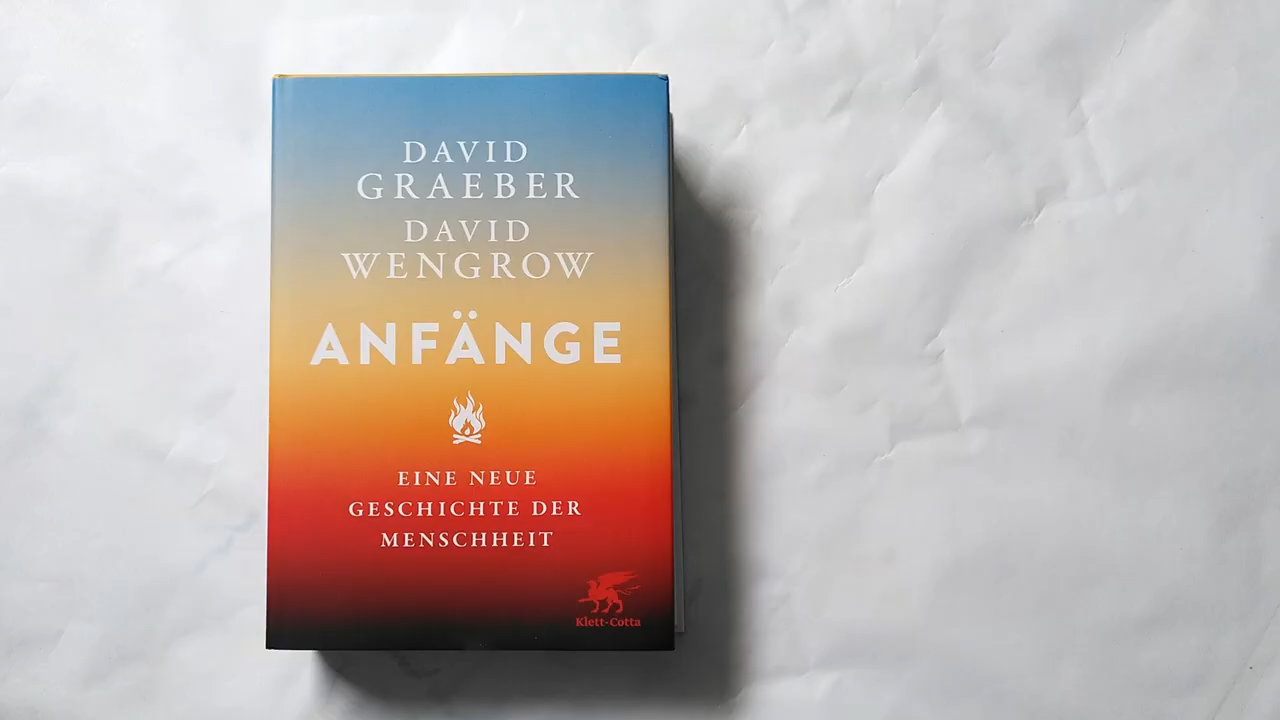 DAVID
GRAEBER
DAVID
WENGROW
ANFÄNGE
EINE NEUE
GESCHICHTE DER
MENSCHHEIT
Klett-Cotta